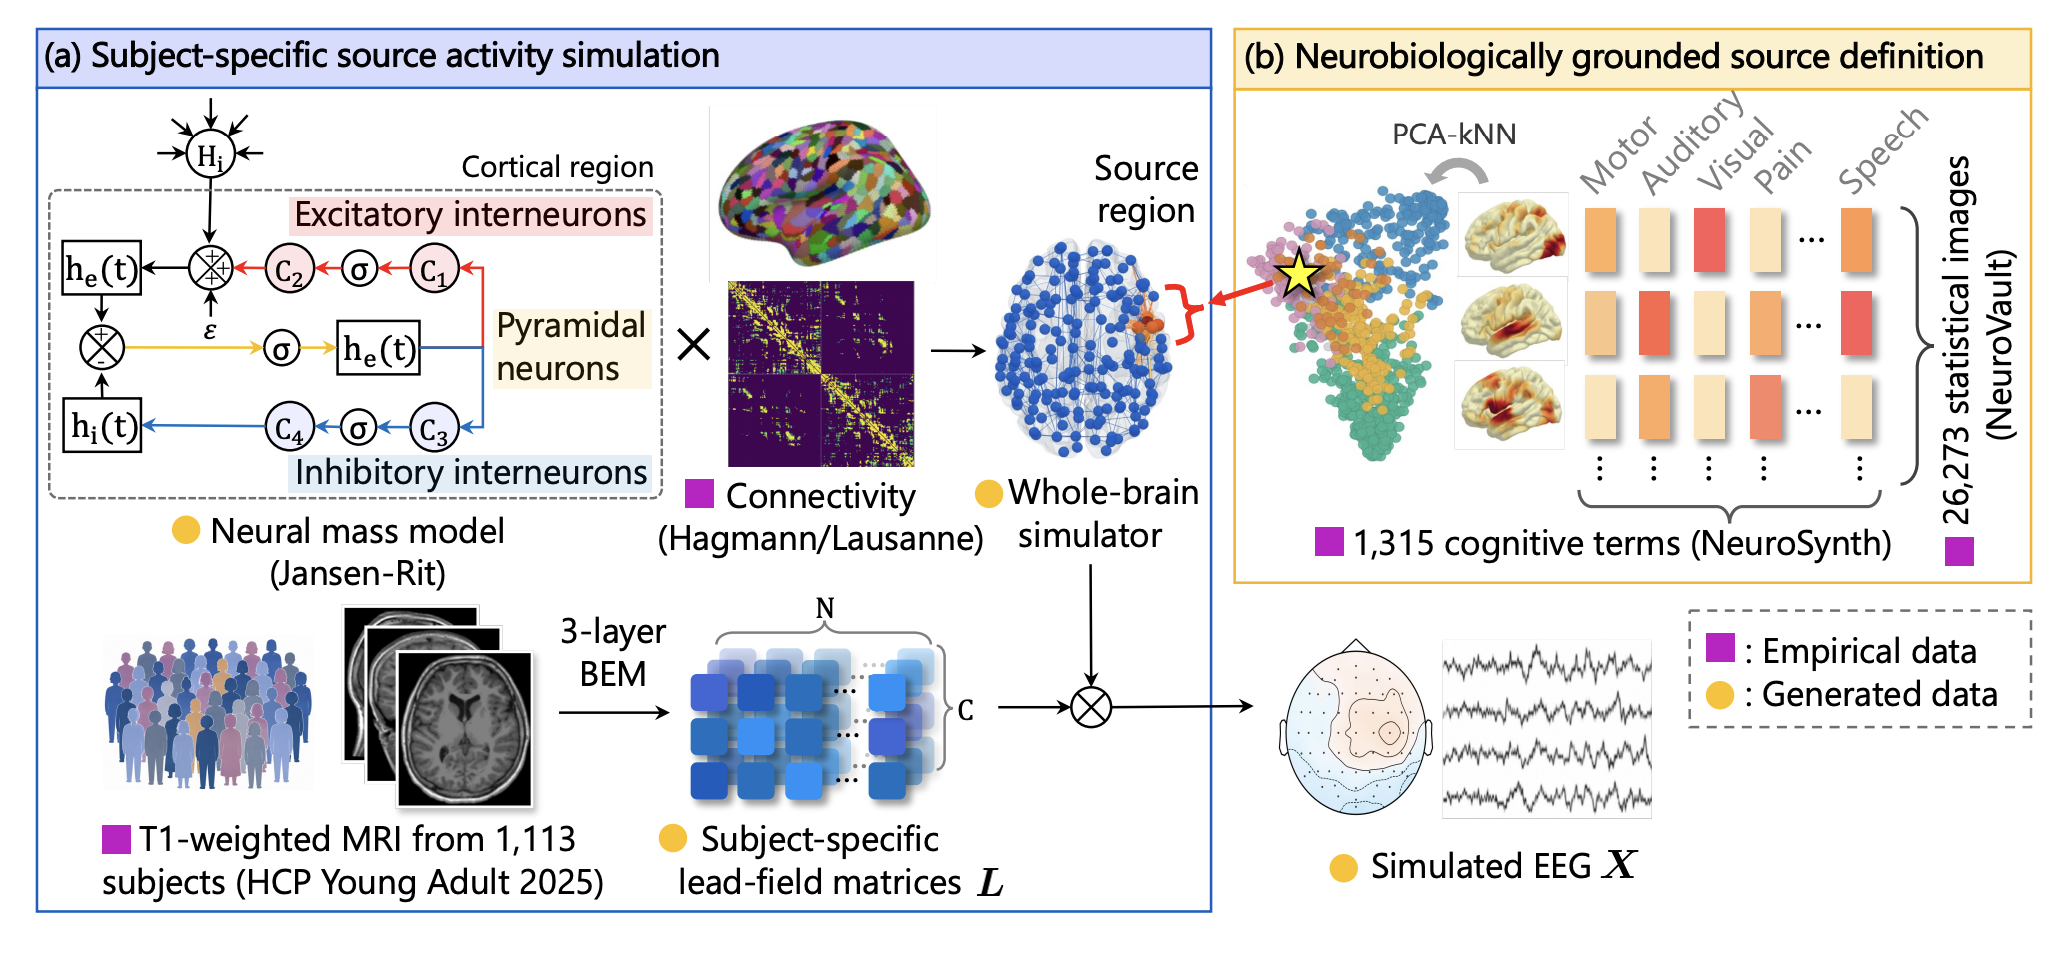 (a) Subject-specific source activity simulation
Hᵢ
Cortical region
Excitatory interneurons
hₑ(t)
+
+
+
C₂
σ
C₁
ε
+
-
σ
hₑ(t)
Pyramidal
neurons
hᵢ(t)
C₄
σ
C₃
Inhibitory interneurons
Neural mass model
(Jansen-Rit)
×
Connectivity
(Hagmann/Lausanne)
Source
region
Whole-brain
simulator
T1-weighted MRI from 1,113
subjects (HCP Young Adult 2025)
3-layer
BEM
N
...
...
...
C
Subject-specific
lead-field matrices L
(b) Neurobiologically grounded source definition
PCA-kNN
Motor
Auditory
Visual
Pain
Speech
...
...
...
26,273 statistical images
(NeuroVault)
1,315 cognitive terms (NeuroSynth)
: Empirical data
: Generated data
Simulated EEG X